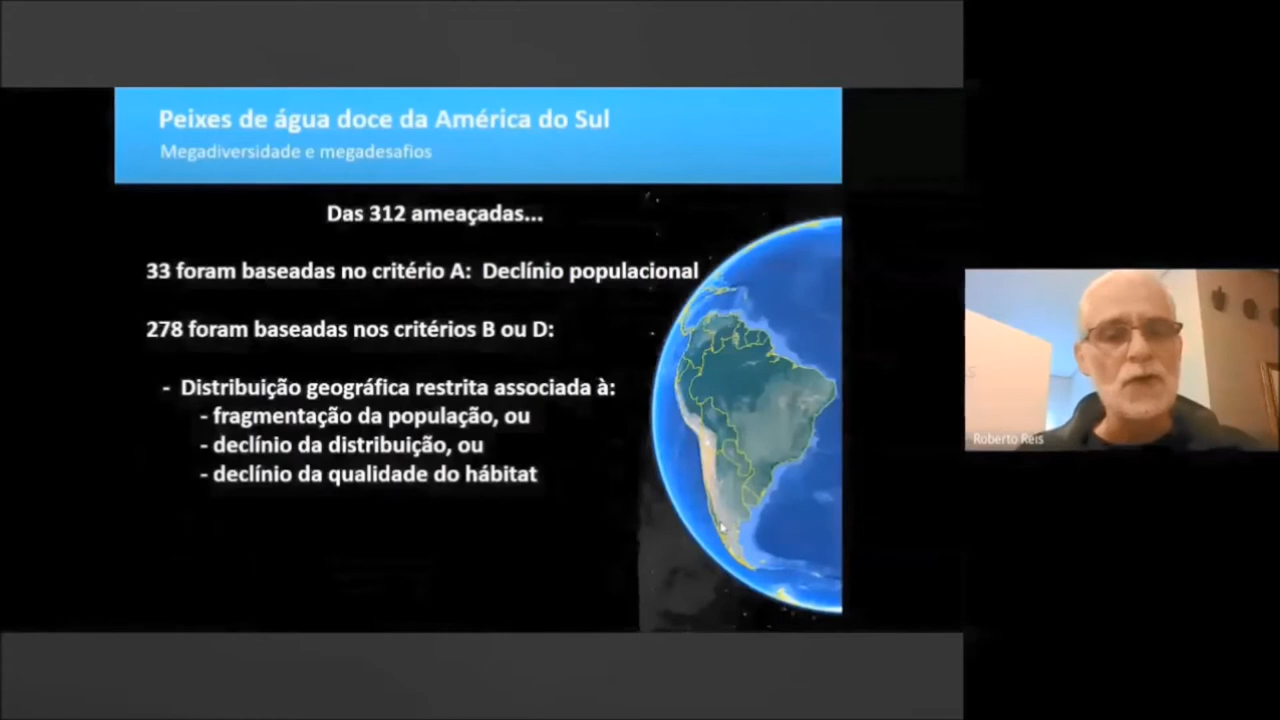 Peixes de água doce da América do Sul
Megadiversidade e megadesafios
Das 312 ameaçadas...
33 foram baseadas no critério A: Declínio populacional
278 foram baseadas nos critérios B ou D:
- Distribuição geográfica restrita associada à:
- fragmentação da população, ou
- declínio da distribuição, ou
- declínio da qualidade do hábitat
Roberto Reis